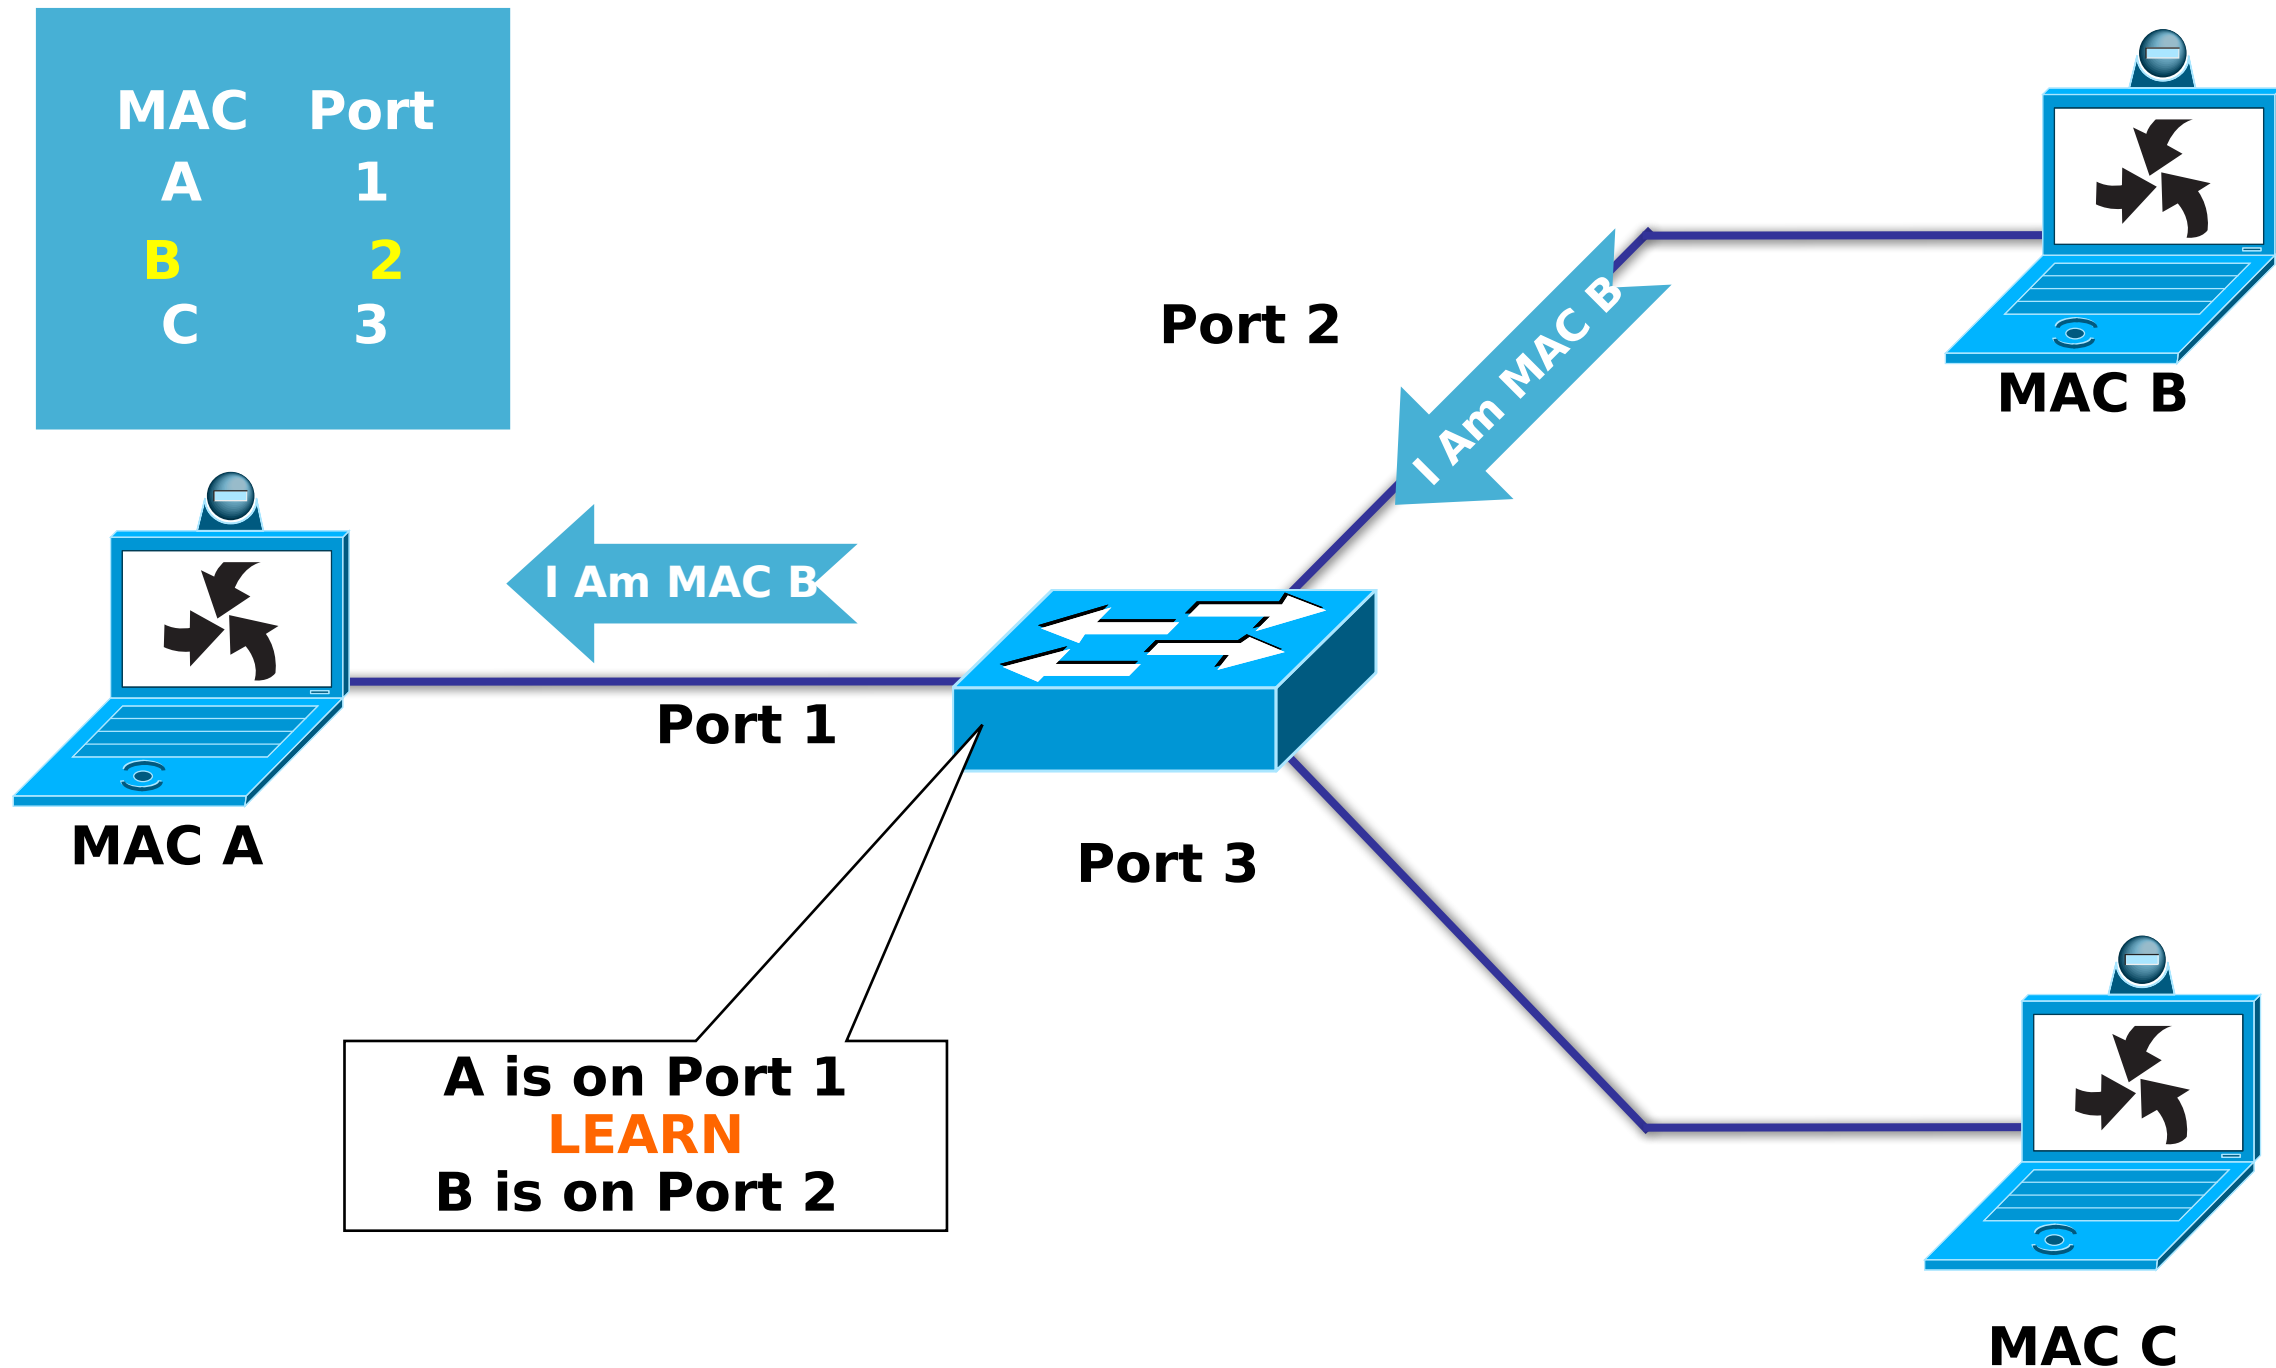 MAC Port
A 1
B 2
C 3
Port 2
I Am MAC B
MAC B
I Am MAC B
Port 1
MAC A
Port 3
A is on Port 1
LEARN
B is on Port 2
MAC C